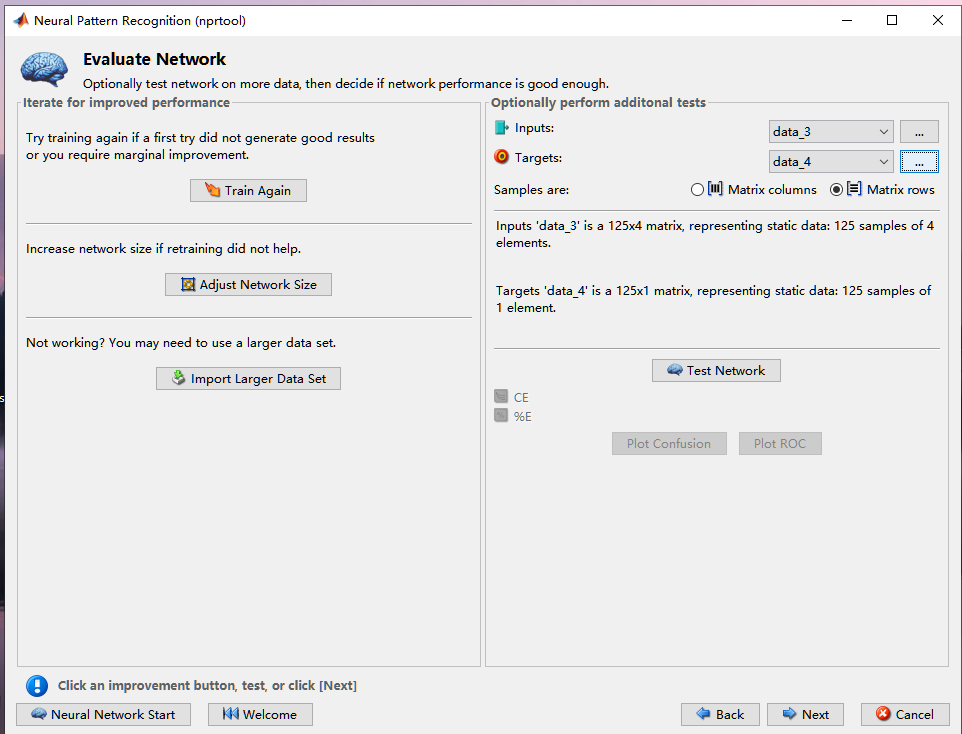 Neural Pattern Recognition (nprtool)
Evaluate Network
Optionally test network on more data, then decide if network performance is good enough.
Iterate for improved performance
Try training again if a first try did not generate good results
or you require marginal improvement.
Train Again
Increase network size if retraining did not help.
Adjust Network Size
Not working? You may need to use a larger data set.
Import Larger Data Set
Optionally perform additonal tests
Inputs: data_3 ...
Targets: data_4 ...
Samples are: Matrix columns Matrix rows
Inputs 'data_3' is a 125x4 matrix, representing static data: 125 samples of 4
elements.
Targets 'data_4' is a 125x1 matrix, representing static data: 125 samples of
1 element.
Test Network
CE
%E
Plot Confusion Plot ROC
Click an improvement button, test, or click [Next]
Neural Network Start Welcome Back Next Cancel